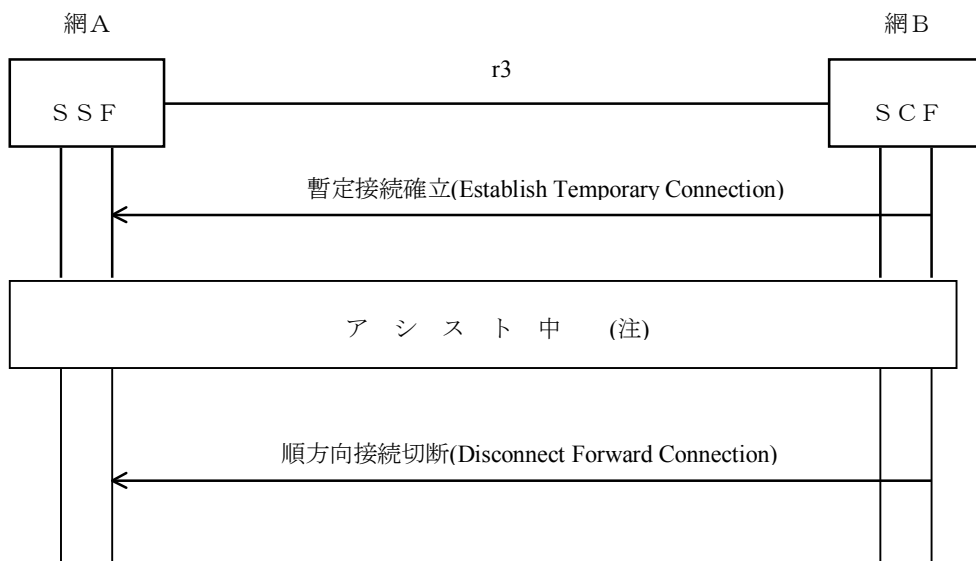 網A 網B
r3
ＳＳＦ ＳＣＦ
暫定接続確立(Establish Temporary Connection)
アシスト中 (注)
順方向接続切断(Disconnect Forward Connection)